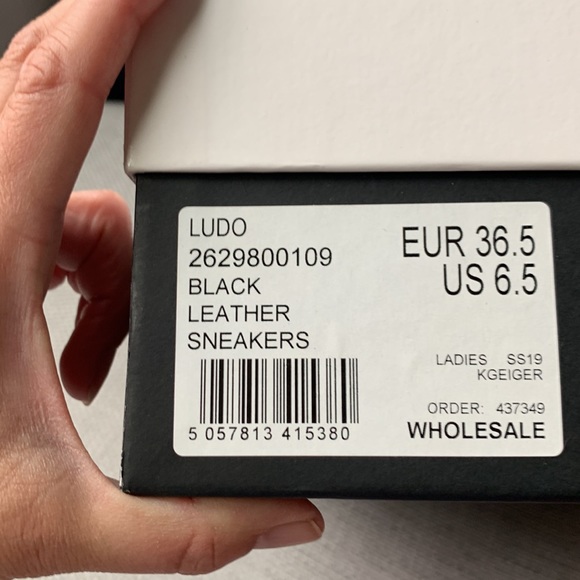 LUDO
2629800109
BLACK
LEATHER
SNEAKERS
5 057813 415380
EUR 36.5
US 6.5
LADIES SS19
KGEIGER
ORDER: 437349
WHOLESALE